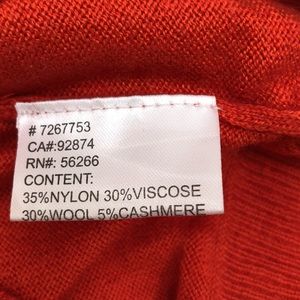 # 7267753
CA#:92874
RN#: 56266
CONTENT:
35%NYLON 30%VISCOSE
30%WOOL 5%CASHMERE